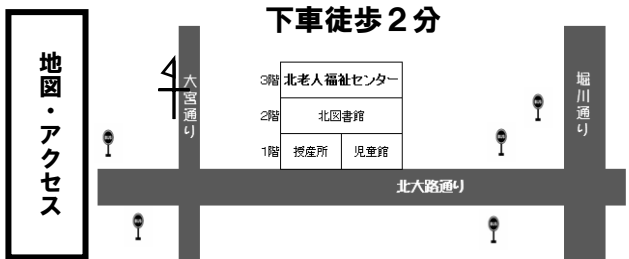 下車徒歩２分
地図・アクセス
大宮通り
堀川通り
3階 北老人福祉センター
2階 北図書館
1階 授産所 児童館
北大路通り